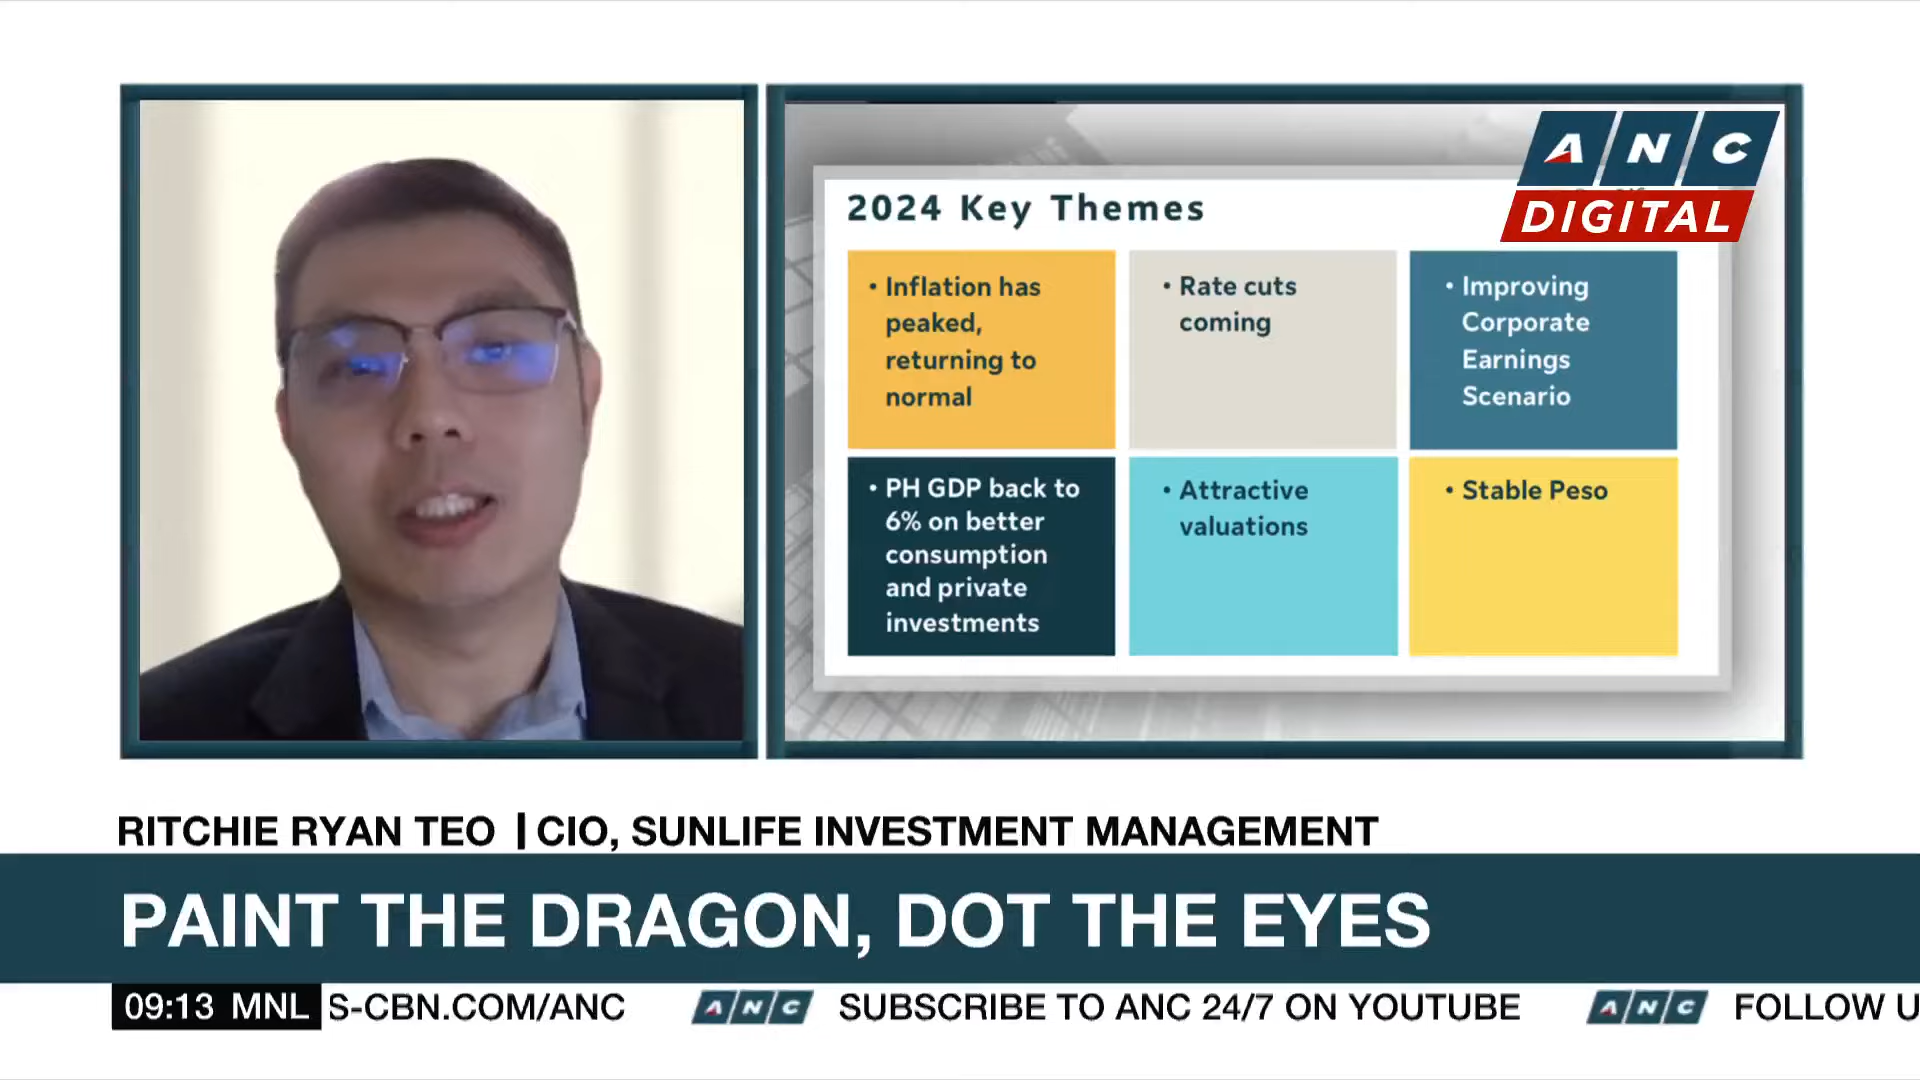 ANC
DIGITAL
2024 Key Themes
• Inflation has
peaked,
returning to
normal
• Rate cuts
coming
• Improving
Corporate
Earnings
Scenario
• PH GDP back to
6% on better
consumption
and private
investments
• Attractive
valuations
• Stable Peso
RITCHIE RYAN TEO | CIO, SUNLIFE INVESTMENT MANAGEMENT
PAINT THE DRAGON, DOT THE EYES
09:13 MNL S-CBN.COM/ANC ANC SUBSCRIBE TO ANC 24/7 ON YOUTUBE ANC FOLLOW U